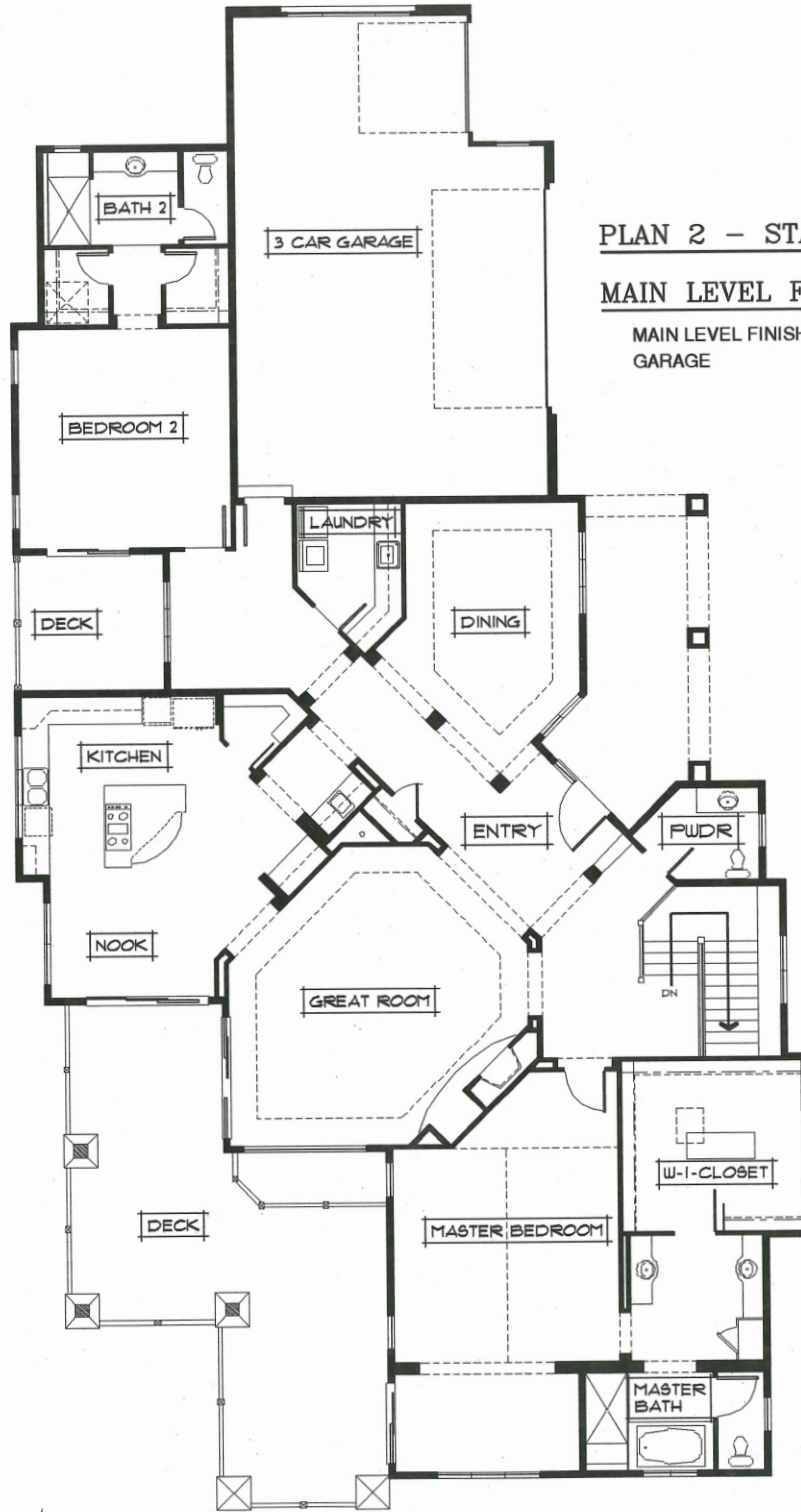 BATH 2
3 CAR GARAGE
PLAN 2 - STA
MAIN LEVEL F
MAIN LEVEL FINISH
GARAGE
BEDROOM 2
LAUNDRY
DECK
DINING
KITCHEN
ENTRY
PWDR
NOOK
DN
GREAT ROOM
W-I-CLOSET
DECK
MASTER BEDROOM
MASTER
BATH